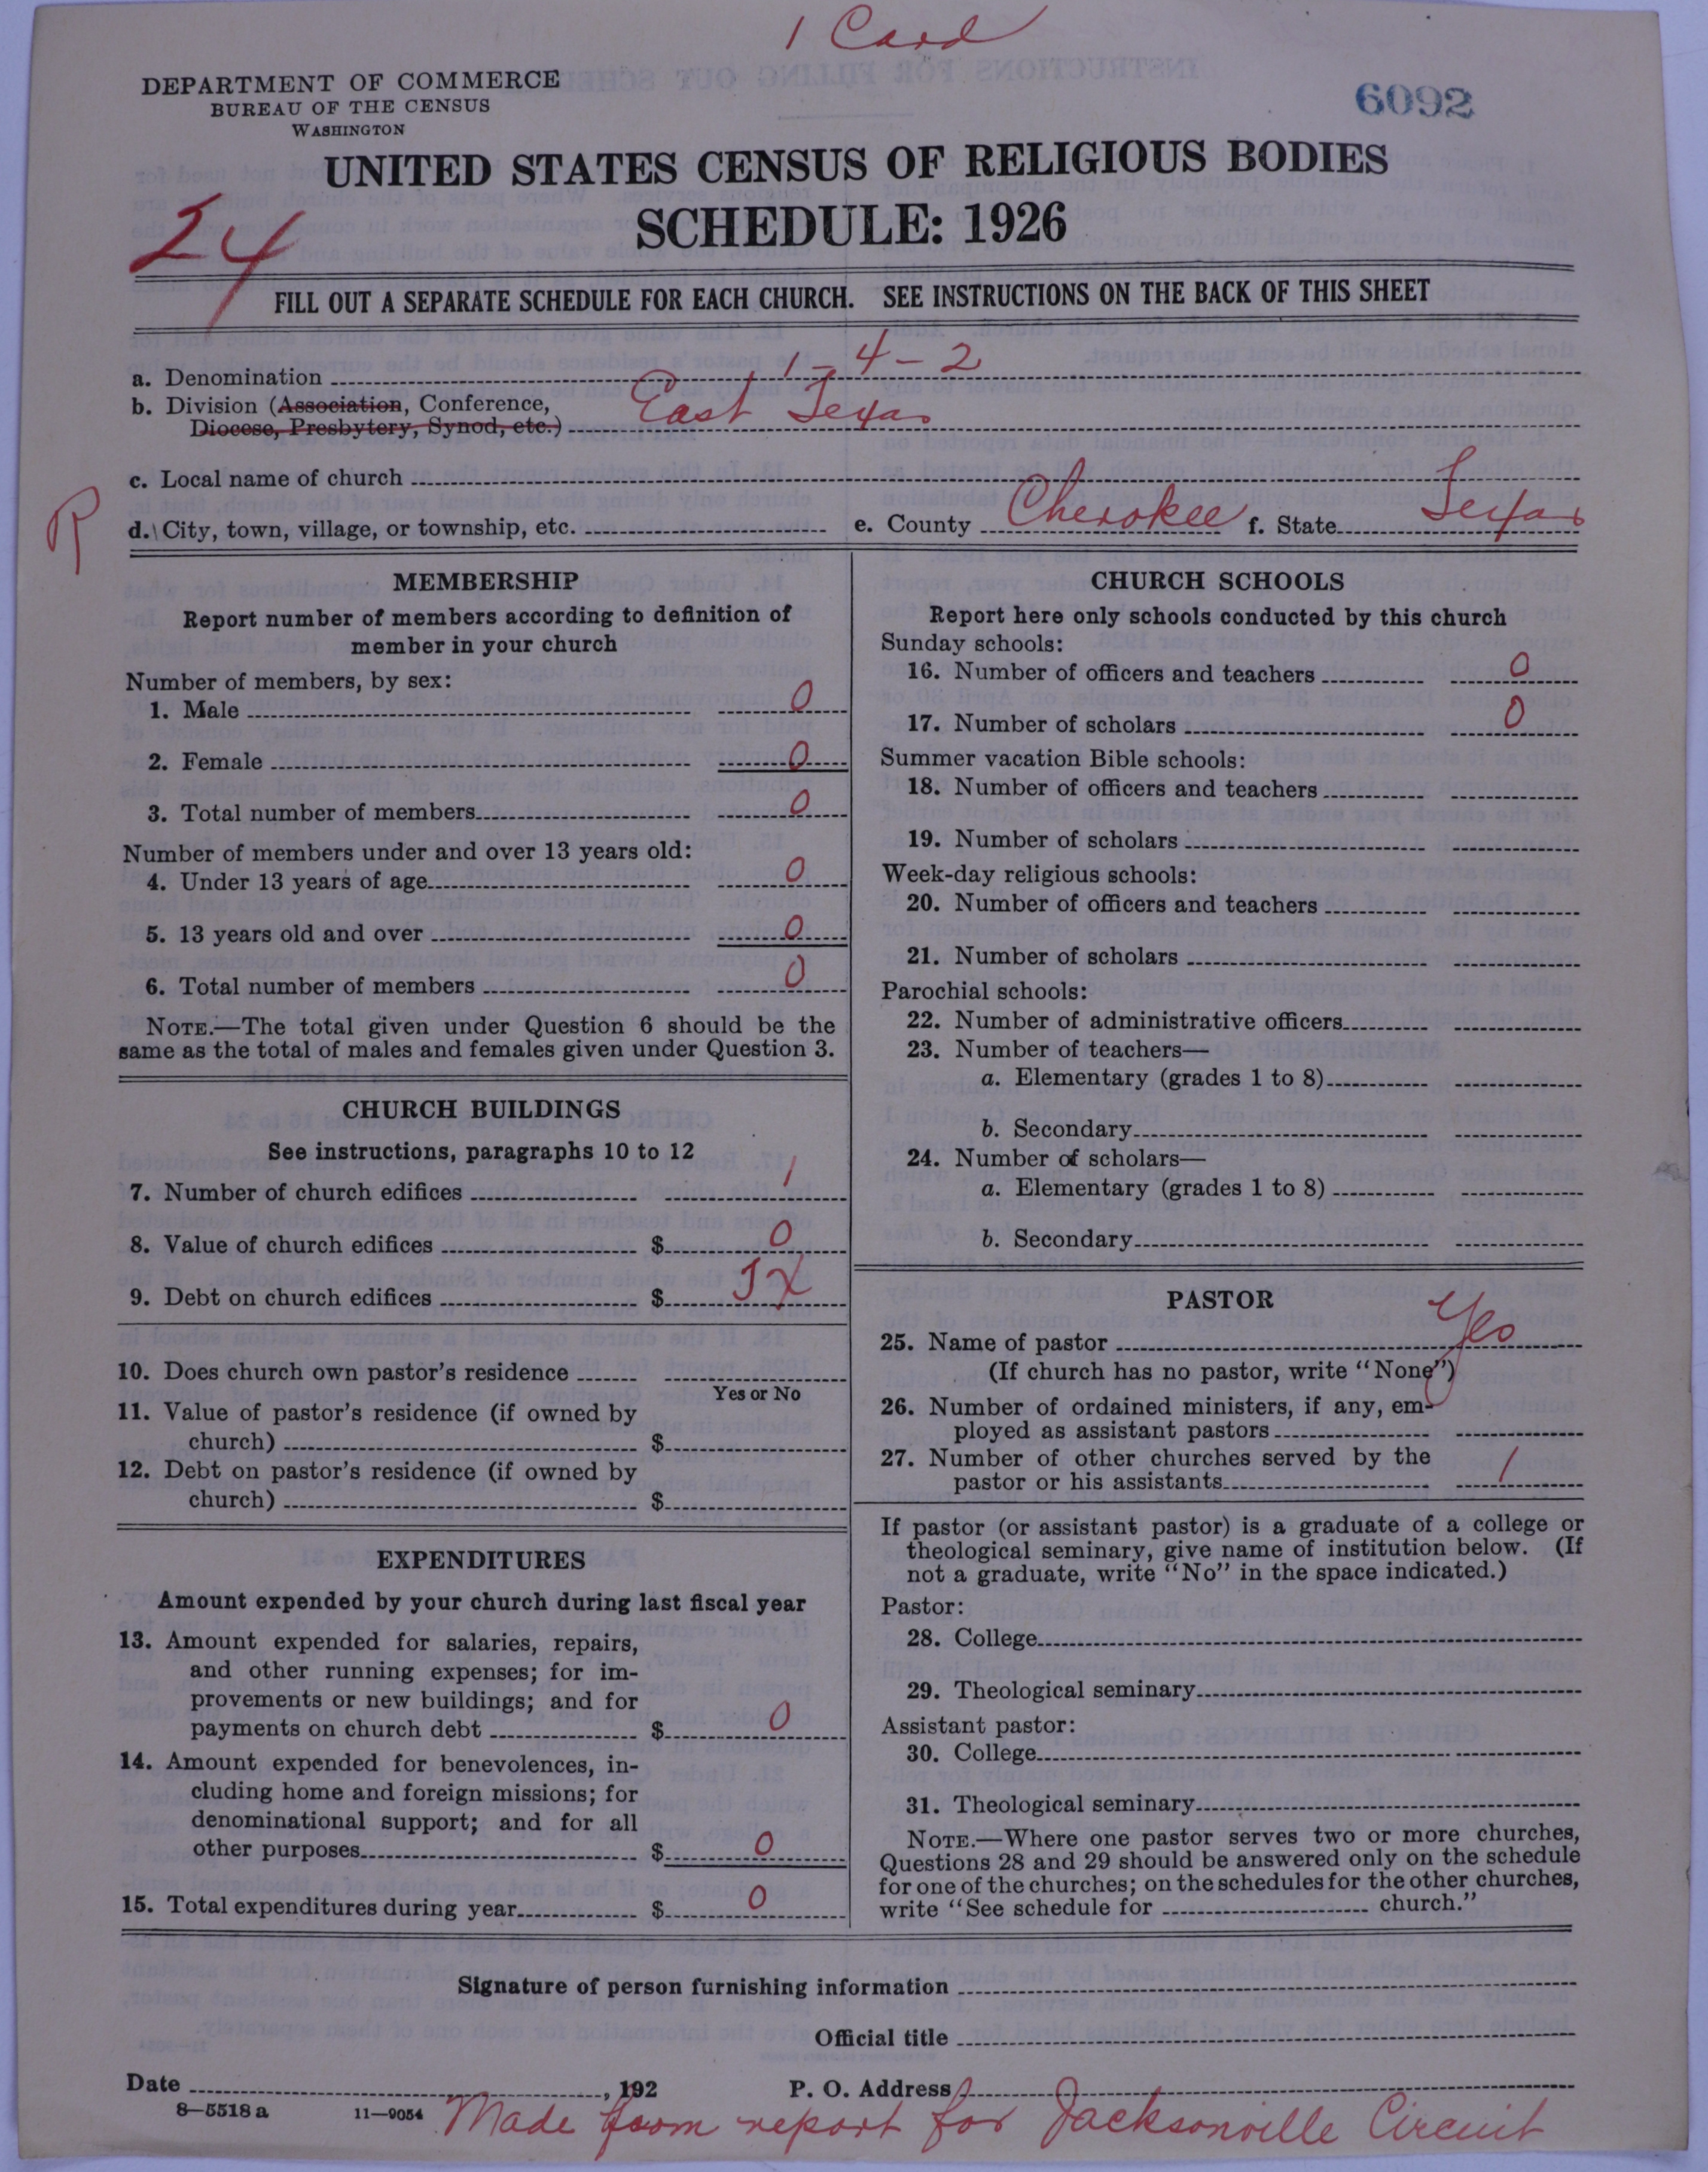 1 Card
DEPARTMENT OF COMMERCE
BUREAU OF THE CENSUS
WASHINGTON
6092
UNITED STATES CENSUS OF RELIGIOUS BODIES
SCHEDULE: 1926
24
FILL OUT A SEPARATE SCHEDULE FOR EACH CHURCH. SEE INSTRUCTIONS ON THE BACK OF THIS SHEET
a. Denomination 1-4-2
b. Division (Association, Conference,
Diocese, Presbytery, Synod, etc.) East Texas
c. Local name of church
R
d. City, town, village, or township, etc. e. County Cherokee f. State Texas
MEMBERSHIP
Report number of members according to definition of
member in your church
Number of members, by sex:
1. Male 0
2. Female 0
3. Total number of members 0
Number of members under and over 13 years old:
4. Under 13 years of age 0
5. 13 years old and over 0
6. Total number of members 0
NOTE.—The total given under Question 6 should be the
same as the total of males and females given under Question 3.
CHURCH BUILDINGS
See instructions, paragraphs 10 to 12
7. Number of church edifices 1
8. Value of church edifices $ 0
9. Debt on church edifices $
10. Does church own pastor's residence
Yes or No
11. Value of pastor's residence (if owned by
church) $
12. Debt on pastor's residence (if owned by
church) $
EXPENDITURES
Amount expended by your church during last fiscal year
13. Amount expended for salaries, repairs,
and other running expenses; for im-
provements or new buildings; and for
payments on church debt $ 0
14. Amount expended for benevolences, in-
cluding home and foreign missions; for
denominational support; and for all
other purposes $ 0
15. Total expenditures during year $ 0
CHURCH SCHOOLS
Report here only schools conducted by this church
Sunday schools:
16. Number of officers and teachers 0
17. Number of scholars 0
Summer vacation Bible schools:
18. Number of officers and teachers
19. Number of scholars
Week-day religious schools:
20. Number of officers and teachers
21. Number of scholars
Parochial schools:
22. Number of administrative officers
23. Number of teachers—
a. Elementary (grades 1 to 8)
b. Secondary
24. Number of scholars—
a. Elementary (grades 1 to 8)
b. Secondary
PASTOR
25. Name of pastor Yes
(If church has no pastor, write "None")
26. Number of ordained ministers, if any, em-
ployed as assistant pastors
27. Number of other churches served by the
pastor or his assistants 1
If pastor (or assistant pastor) is a graduate of a college or
theological seminary, give name of institution below. (If
not a graduate, write "No" in the space indicated.)
Pastor:
28. College
29. Theological seminary
Assistant pastor:
30. College
31. Theological seminary
NOTE.—Where one pastor serves two or more churches,
Questions 28 and 29 should be answered only on the schedule
for one of the churches; on the schedules for the other churches,
write "See schedule for church."
Signature of person furnishing information
Official title
Date , 192 P. O. Address
8—5518 a 11—9054
Made from report for Jacksonville Circuit